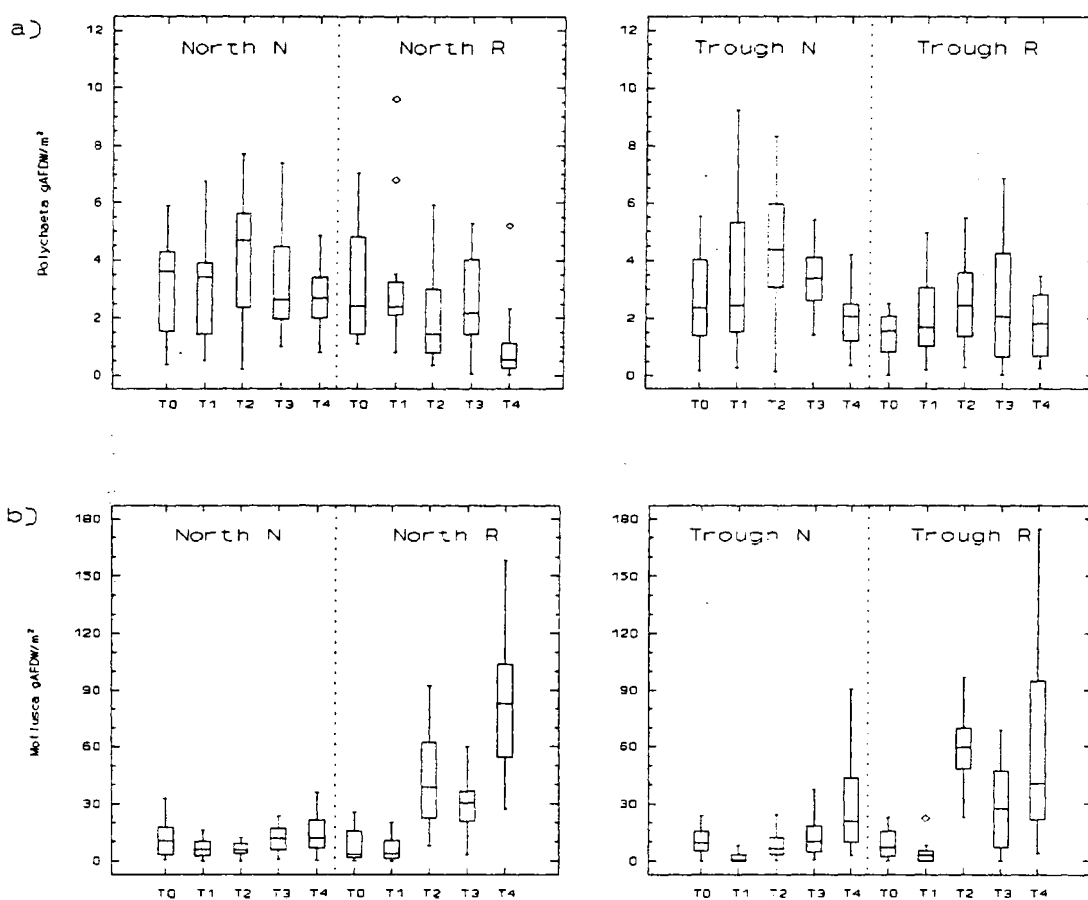 a)
North N
North R
Trough N
Trough R
Polychaeta gAFDW/m²
12
10
8
6
4
2
0
T0 T1 T2 T3 T4 T0 T1 T2 T3 T4
12
10
8
6
4
2
0
T0 T1 T2 T3 T4 T0 T1 T2 T3 T4
b)
North N
North R
Trough N
Trough R
Mollusca gAFDW/m²
180
150
120
90
60
30
0
T0 T1 T2 T3 T4 T0 T1 T2 T3 T4
180
150
120
90
60
30
0
T0 T1 T2 T3 T4 T0 T1 T2 T3 T4